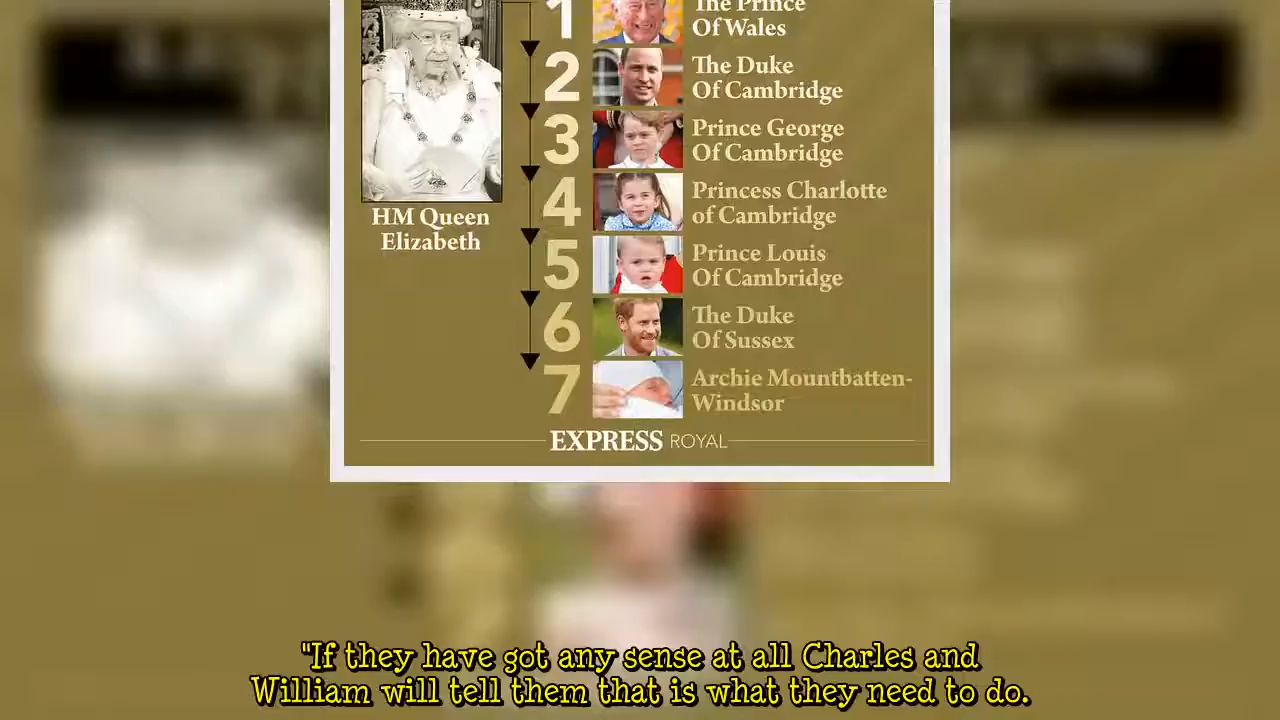 1
The Prince
Of Wales
2
The Duke
Of Cambridge
3
Prince George
Of Cambridge
4
Princess Charlotte
of Cambridge
5
Prince Louis
Of Cambridge
6
The Duke
Of Sussex
7
Archie Mountbatten-
Windsor
HM Queen
Elizabeth
EXPRESS ROYAL
"If they have got any sense at all Charles and
William will tell them that is what they need to do.